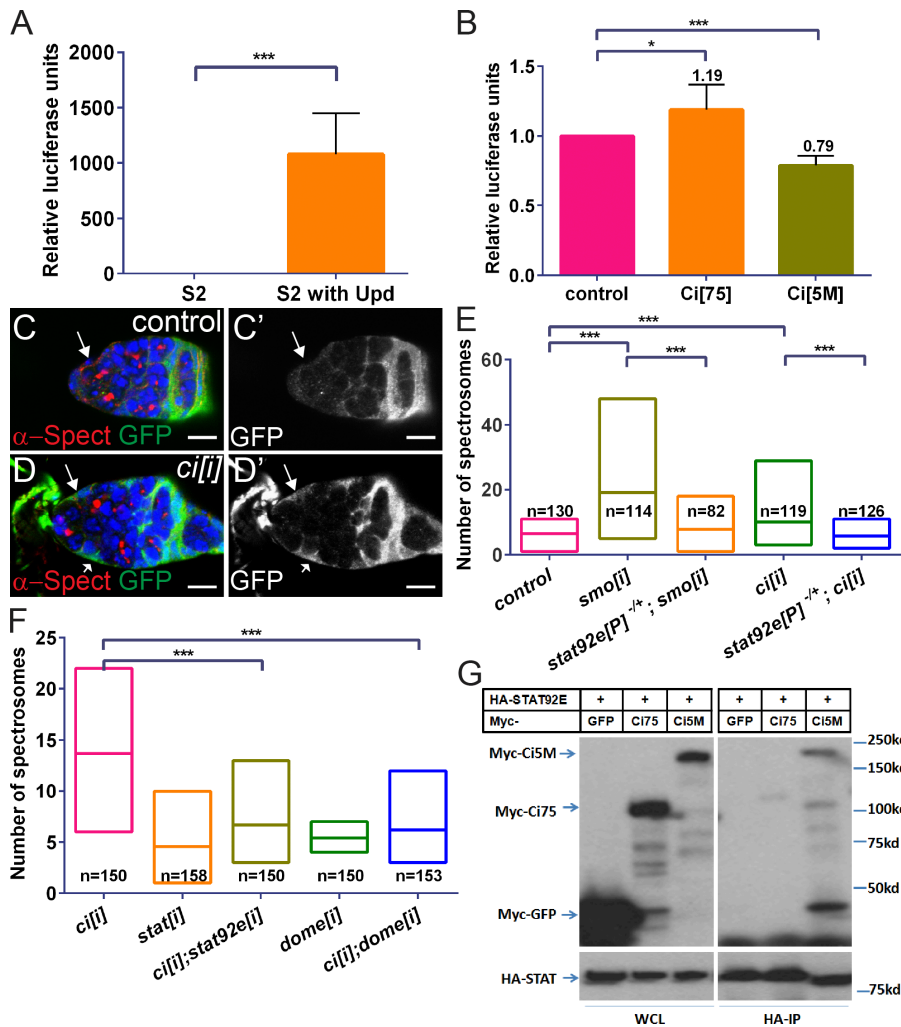 A
Relative luciferase units
2000
1500
1000
500
0
***
S2
S2 with Upd
B
Relative luciferase units
1.5
1.0
0.5
0.0
***
*
1.19
0.79
control
Ci[75]
Ci[5M]
C
control
α−Spect GFP
C'
GFP
D
ci[i]
α−Spect GFP
D'
GFP
E
Number of spectrosomes
60
40
20
0
***
***
***
***
n=130
n=114
n=82
n=119
n=126
control
smo[i]
stat92e[P] -/+ ; smo[i]
ci[i]
stat92e[P] -/+ ; ci[i]
F
Number of spectrosomes
25
20
15
10
5
0
***
***
n=150
n=158
n=150
n=150
n=153
ci[i]
stat[i]
ci[i];stat92e[i]
dome[i]
ci[i];dome[i]
G
HA-STAT92E + + + + + +
Myc- GFP Ci75 Ci5M GFP Ci75 Ci5M
Myc-Ci5M
Myc-Ci75
Myc-GFP
HA-STAT
250kd
150kd
100kd
75kd
50kd
75kd
WCL
HA-IP